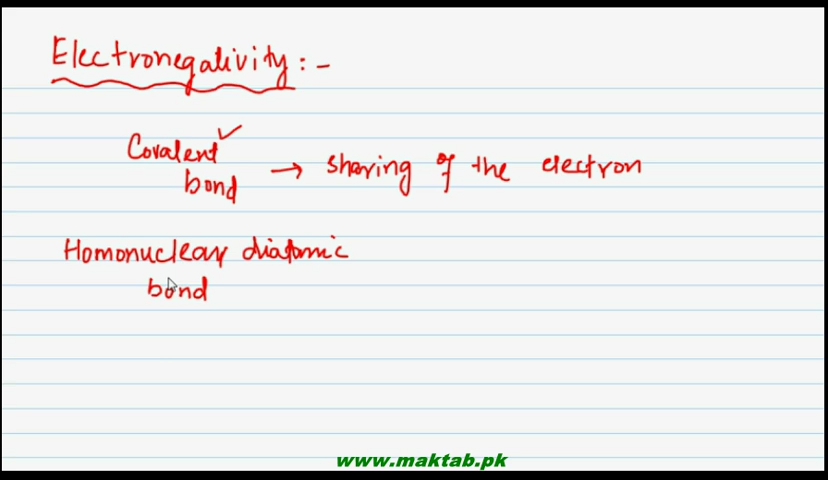 Electronegativity:-
Covalent
bond → sharing of the electron
Homonuclear diatomic
bond
www.maktab.pk